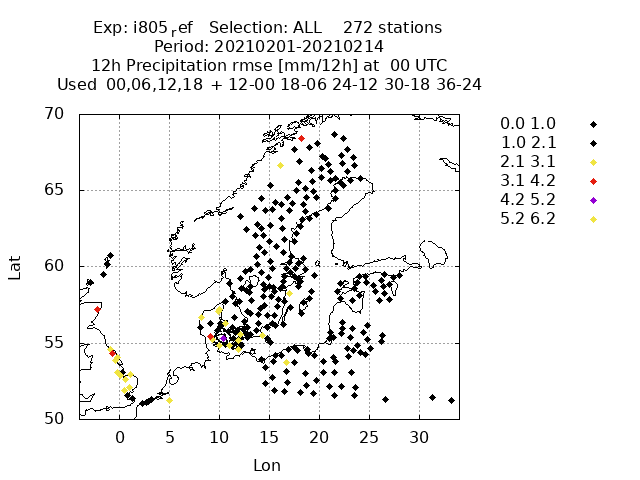 Exp: i805ref Selection: ALL 272 stations
Period: 20210201-20210214
12h Precipitation rmse [mm/12h] at 00 UTC
Used 00,06,12,18 + 12-00 18-06 24-12 30-18 36-24
70
65
60
55
50
Lat
0 5 10 15 20 25 30
Lon
0.0 1.0
1.0 2.1
2.1 3.1
3.1 4.2
4.2 5.2
5.2 6.2